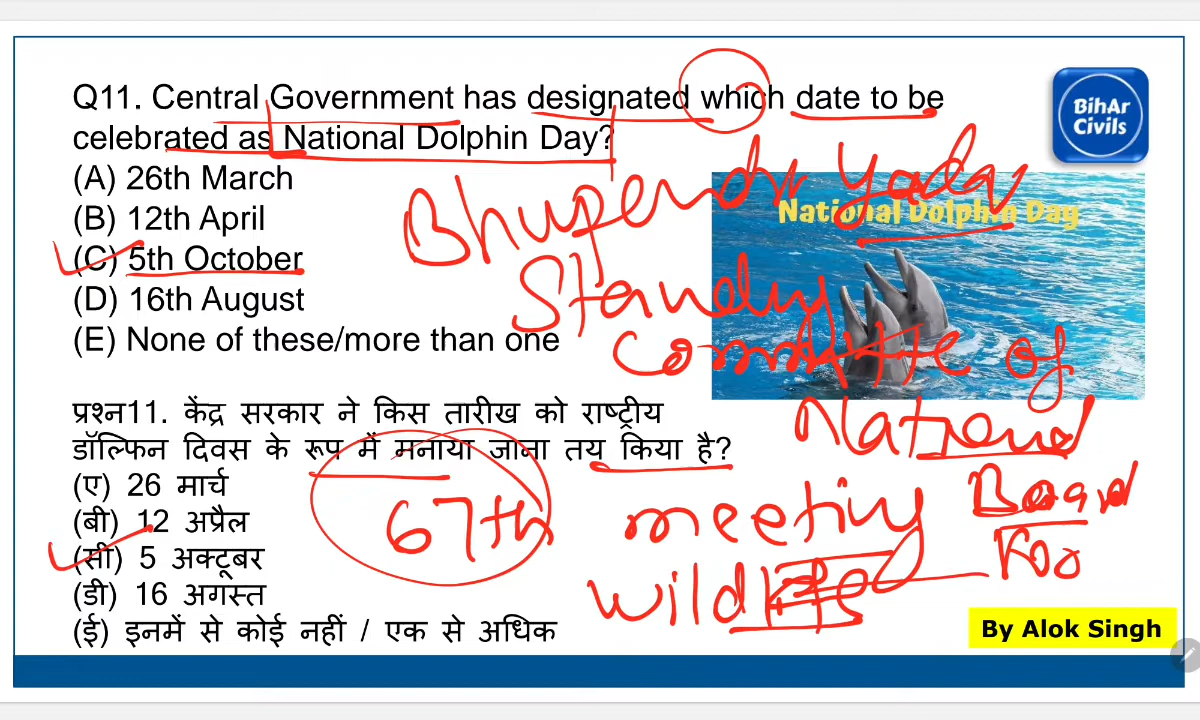 Q11. Central Government has designated which date to be
celebrated as National Dolphin Day?
(A) 26th March
(B) 12th April
(C) 5th October
(D) 16th August
(E) None of these/more than one
BihAr
Civils
National Dolphin Day
Bhupendr Yadav
Standing
Committe of
National
Board
For
67th meeting
wildlife
प्रश्न11. केंद्र सरकार ने किस तारीख को राष्ट्रीय
डॉल्फिन दिवस के रूप में मनाया जाना तय किया है?
(ए) 26 मार्च
(बी) 12 अप्रैल
(सी) 5 अक्टूबर
(डी) 16 अगस्त
(ई) इनमें से कोई नहीं / एक से अधिक
By Alok Singh